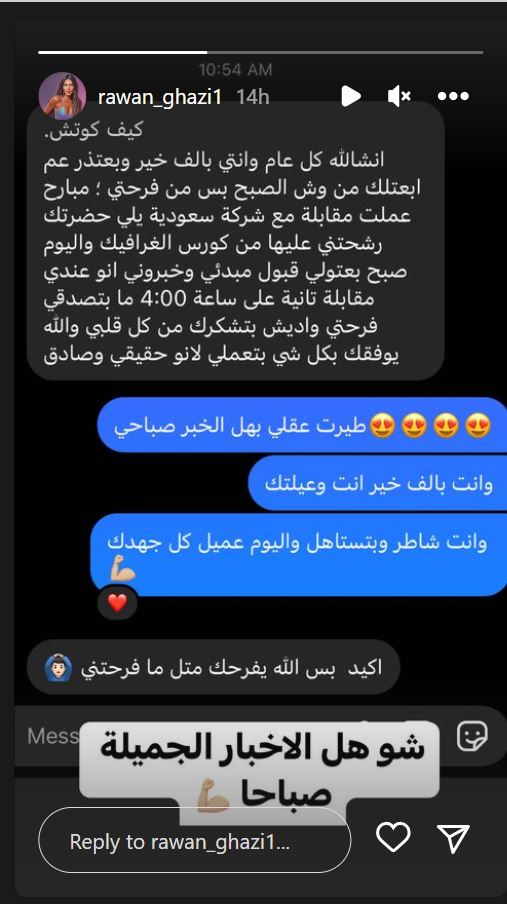 10:54 AM
rawan_ghazi1 14h
كيف كوتش.
انشالله كل عام وانتي بالف خير وبعتذر عم
ابعتلك من وش الصبح بس من فرحتي ؛ مبارح
عملت مقابلة مع شركة سعودية يلي حضرتك
رشحتني عليها من كورس الغرافيك واليوم
صبح بعتولي قبول مبدئي وخبروني انو عندي
مقابلة تانية على ساعة 4:00 ما بتصدقي
فرحتي واديش بتشكرك من كل قلبي والله
يوفقك بكل شي بتعملي لانو حقيقي وصادق
طيرت عقلي بهل الخبر صباحي😍😍😍😍
وانت بالف خير انت وعيلتك
وانت شاطر وبتستاهل واليوم عميل كل جهدك
💪🏼
❤️
اكيد بس الله يفرحك متل ما فرحتني 🙆🏻‍♂️
Mess
شو هل الاخبار الجميلة
صباحا 💪🏼
Reply to rawan_ghazi1...